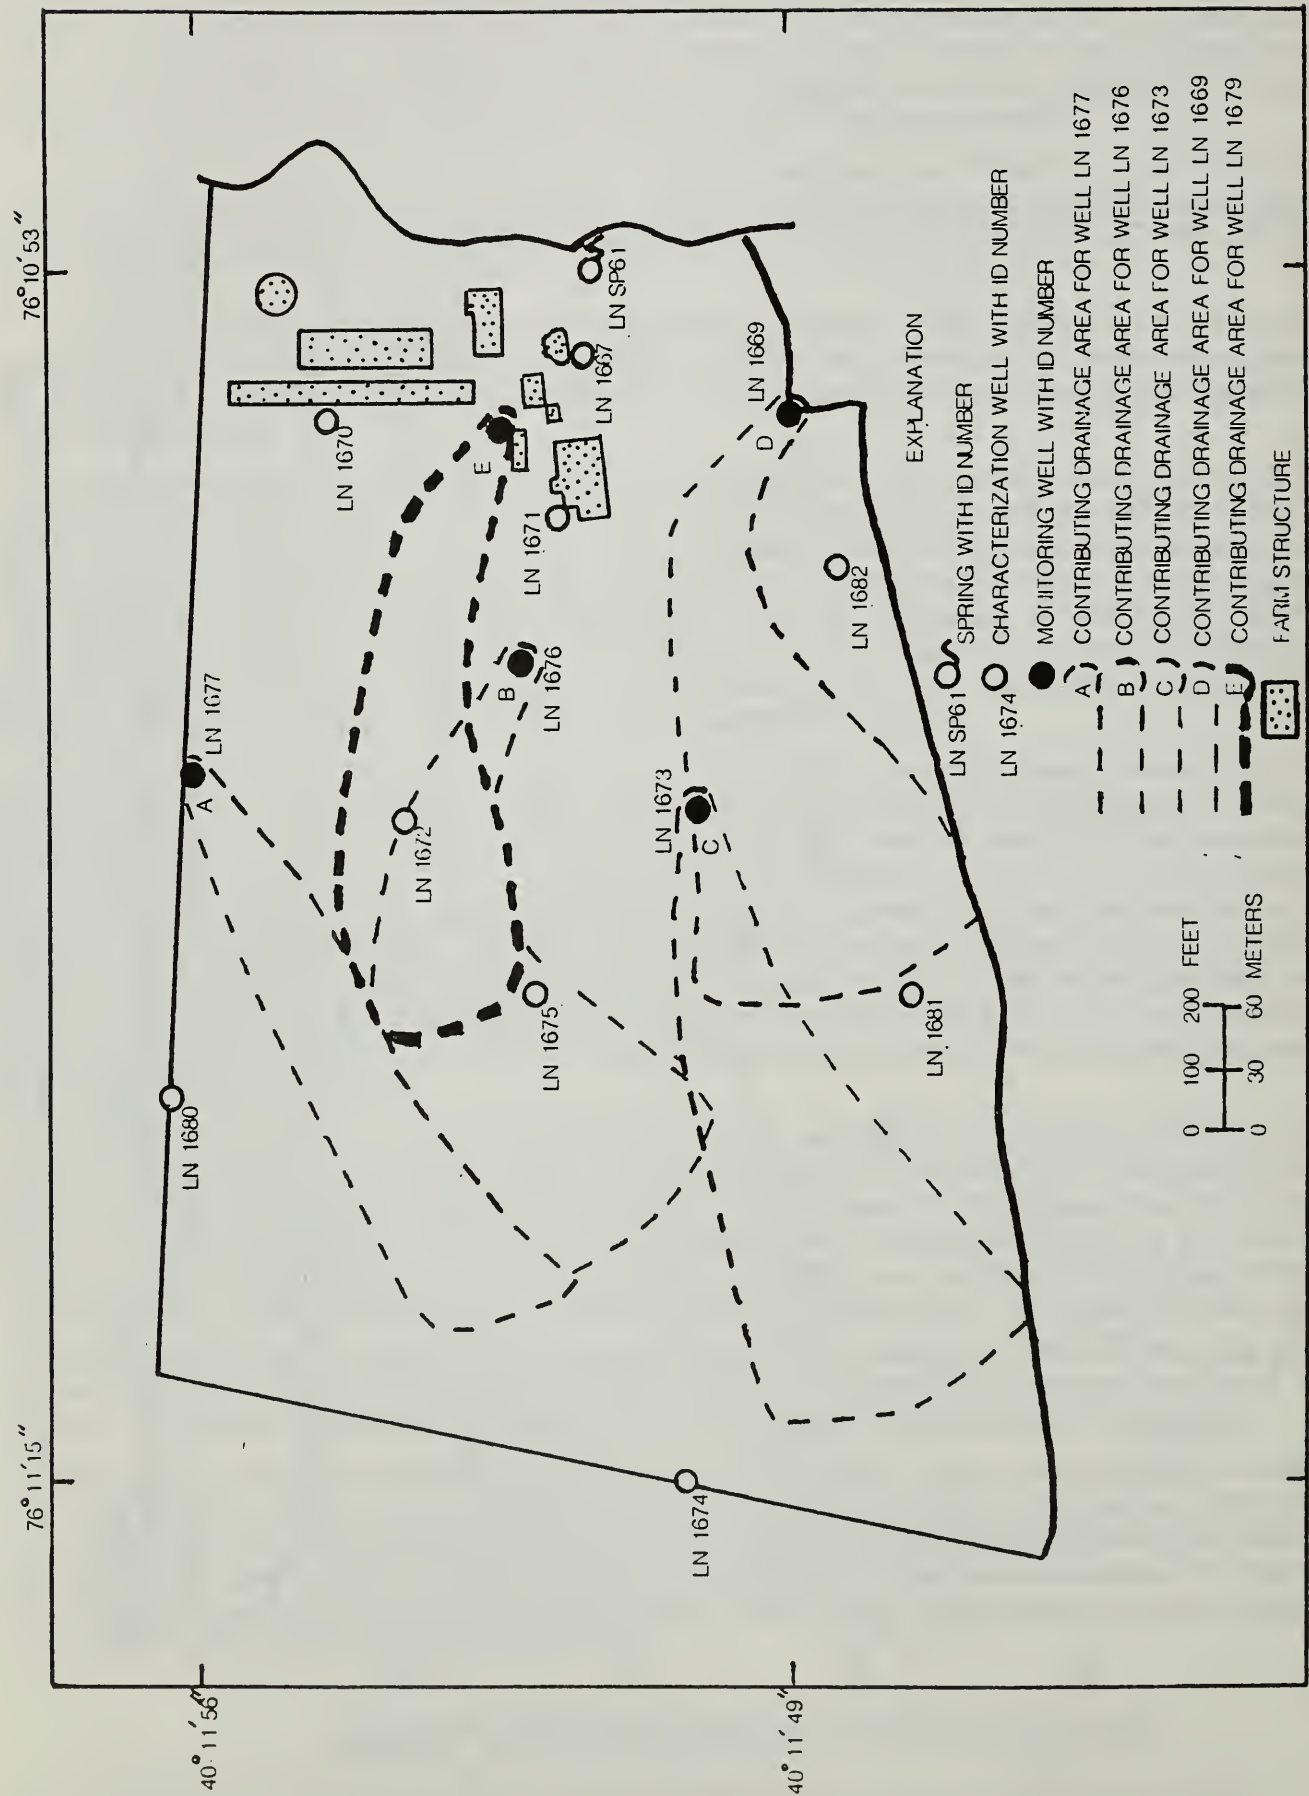 76° 11′ 15″
76° 10′ 53″
40° 11′ 56″
40° 11′ 49″
LN 1680
A
LN 1677
LN 1670
E
LN 1672
B
LN 1676
LN 1671
LN 1667
LN SP61
LN 1675
LN 1673
C
LN 1669
D
LN 1674
LN 1681
LN 1682
EXPLANATION
LN SP61 SPRING WITH ID NUMBER
LN 1674 CHARACTERIZATION WELL WITH ID NUMBER
MONITORING WELL WITH ID NUMBER
A CONTRIBUTING DRAINAGE AREA FOR WELL LN 1677
B CONTRIBUTING DRAINAGE AREA FOR WELL LN 1676
C CONTRIBUTING DRAINAGE AREA FOR WELL LN 1673
D CONTRIBUTING DRAINAGE AREA FOR WELL LN 1669
E CONTRIBUTING DRAINAGE AREA FOR WELL LN 1679
FARM STRUCTURE
0 100 200 FEET
0 30 60 METERS